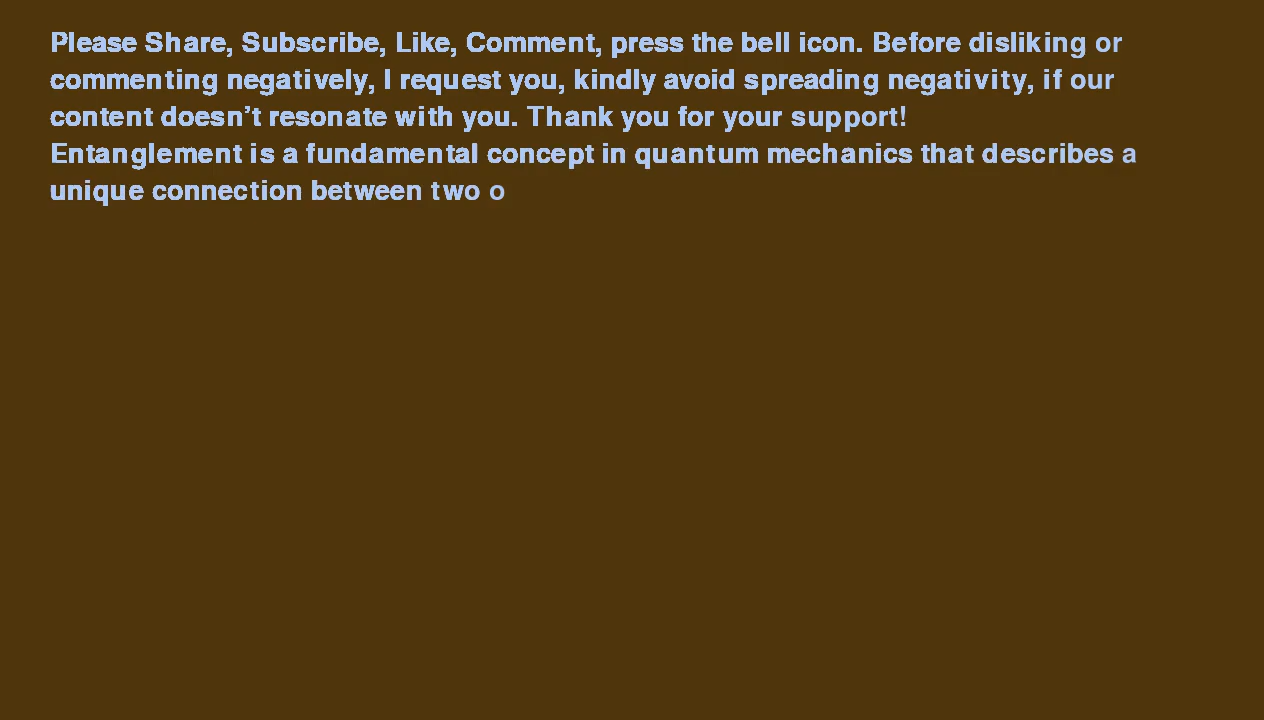 Please Share, Subscribe, Like, Comment, press the bell icon. Before disliking or
commenting negatively, I request you, kindly avoid spreading negativity, if our
content doesn’t resonate with you. Thank you for your support!
Entanglement is a fundamental concept in quantum mechanics that describes a
unique connection between two o